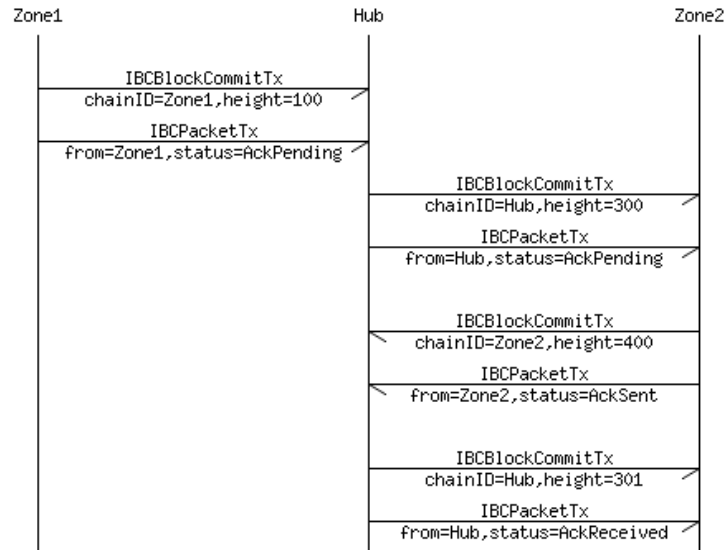 Zone1 Hub Zone2
IBCBlockCommitTx
chainID=Zone1,height=100
IBCPacketTx
from=Zone1,status=AckPending
IBCBlockCommitTx
chainID=Hub,height=300
IBCPacketTx
from=Hub,status=AckPending
IBCBlockCommitTx
chainID=Zone2,height=400
IBCPacketTx
from=Zone2,status=AckSent
IBCBlockCommitTx
chainID=Hub,height=301
IBCPacketTx
from=Hub,status=AckReceived